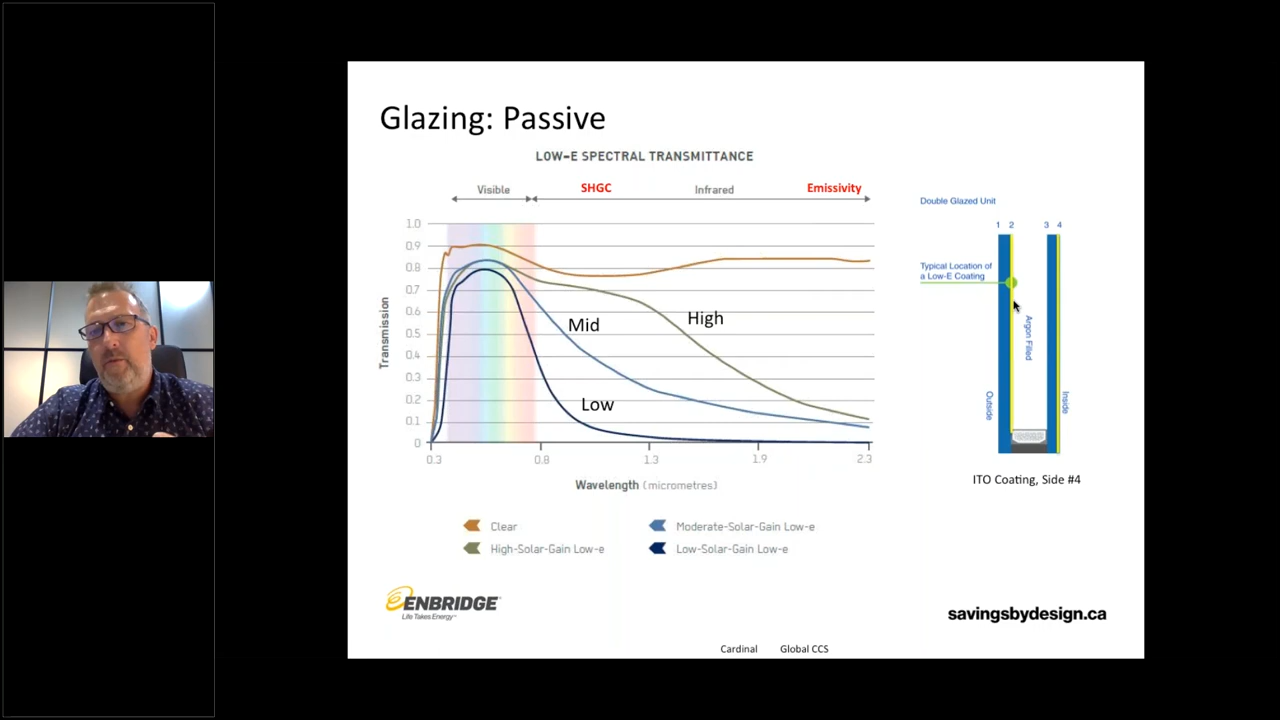 Glazing: Passive
LOW-E SPECTRAL TRANSMITTANCE
Visible
SHGC
Infrared
Emissivity
1.0
0.9
0.8
0.7
0.6
0.5
0.4
0.3
0.2
0.1
0
Transmission
Mid
High
Low
0.3
0.8
1.3
1.9
2.3
Wavelength (micrometres)
Clear
Moderate-Solar-Gain Low-e
High-Solar-Gain Low-e
Low-Solar-Gain Low-e
Double Glazed Unit
1 2 3 4
Typical Location of
a Low-E Coating
Argon Filled
Outside
Inside
ITO Coating, Side #4
ENBRIDGE
Life Takes Energy™
savingsbydesign.ca
Cardinal Global CCS